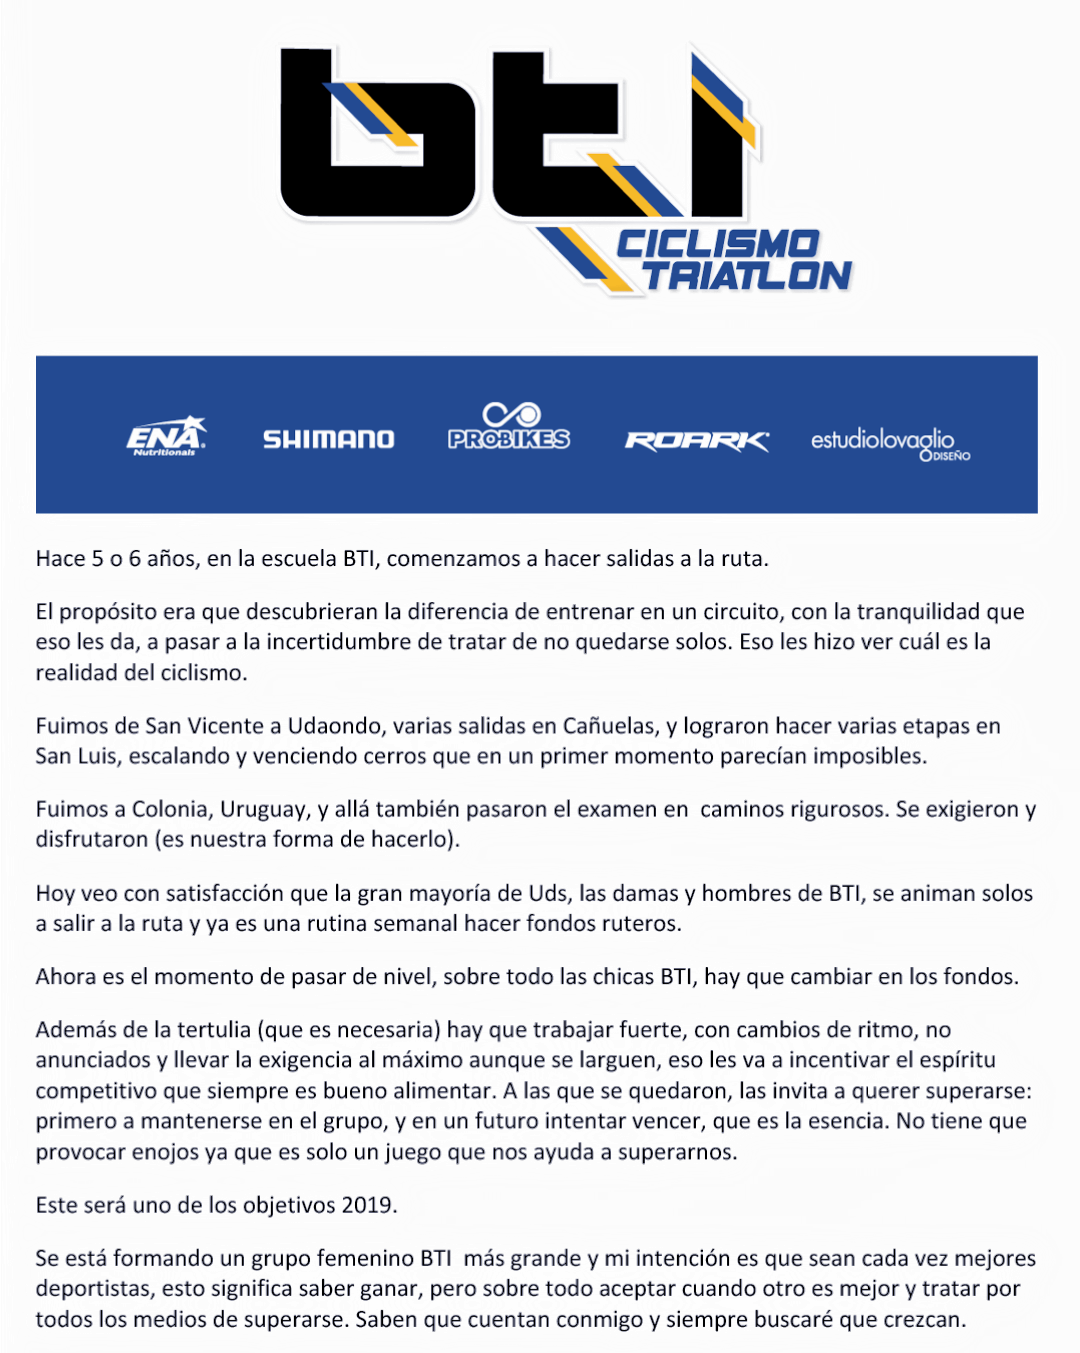 bti
CICLISMO
TRIATLON
ENA®
Nutritionals
SHIMANO
PROBIKES
ROARK
estudiolovaglio
DISEÑO
Hace 5 o 6 años, en la escuela BTI, comenzamos a hacer salidas a la ruta.
El propósito era que descubrieran la diferencia de entrenar en un circuito, con la tranquilidad que
eso les da, a pasar a la incertidumbre de tratar de no quedarse solos. Eso les hizo ver cuál es la
realidad del ciclismo.
Fuimos de San Vicente a Udaondo, varias salidas en Cañuelas, y lograron hacer varias etapas en
San Luis, escalando y venciendo cerros que en un primer momento parecían imposibles.
Fuimos a Colonia, Uruguay, y allá también pasaron el examen en  caminos rigurosos. Se exigieron y
disfrutaron (es nuestra forma de hacerlo).
Hoy veo con satisfacción que la gran mayoría de Uds, las damas y hombres de BTI, se animan solos
a salir a la ruta y ya es una rutina semanal hacer fondos ruteros.
Ahora es el momento de pasar de nivel, sobre todo las chicas BTI, hay que cambiar en los fondos.
Además de la tertulia (que es necesaria) hay que trabajar fuerte, con cambios de ritmo, no
anunciados y llevar la exigencia al máximo aunque se larguen, eso les va a incentivar el espíritu
competitivo que siempre es bueno alimentar. A las que se quedaron, las invita a querer superarse:
primero a mantenerse en el grupo, y en un futuro intentar vencer, que es la esencia. No tiene que
provocar enojos ya que es solo un juego que nos ayuda a superarnos.
Este será uno de los objetivos 2019.
Se está formando un grupo femenino BTI  más grande y mi intención es que sean cada vez mejores
deportistas, esto significa saber ganar, pero sobre todo aceptar cuando otro es mejor y tratar por
todos los medios de superarse. Saben que cuentan conmigo y siempre buscaré que crezcan.